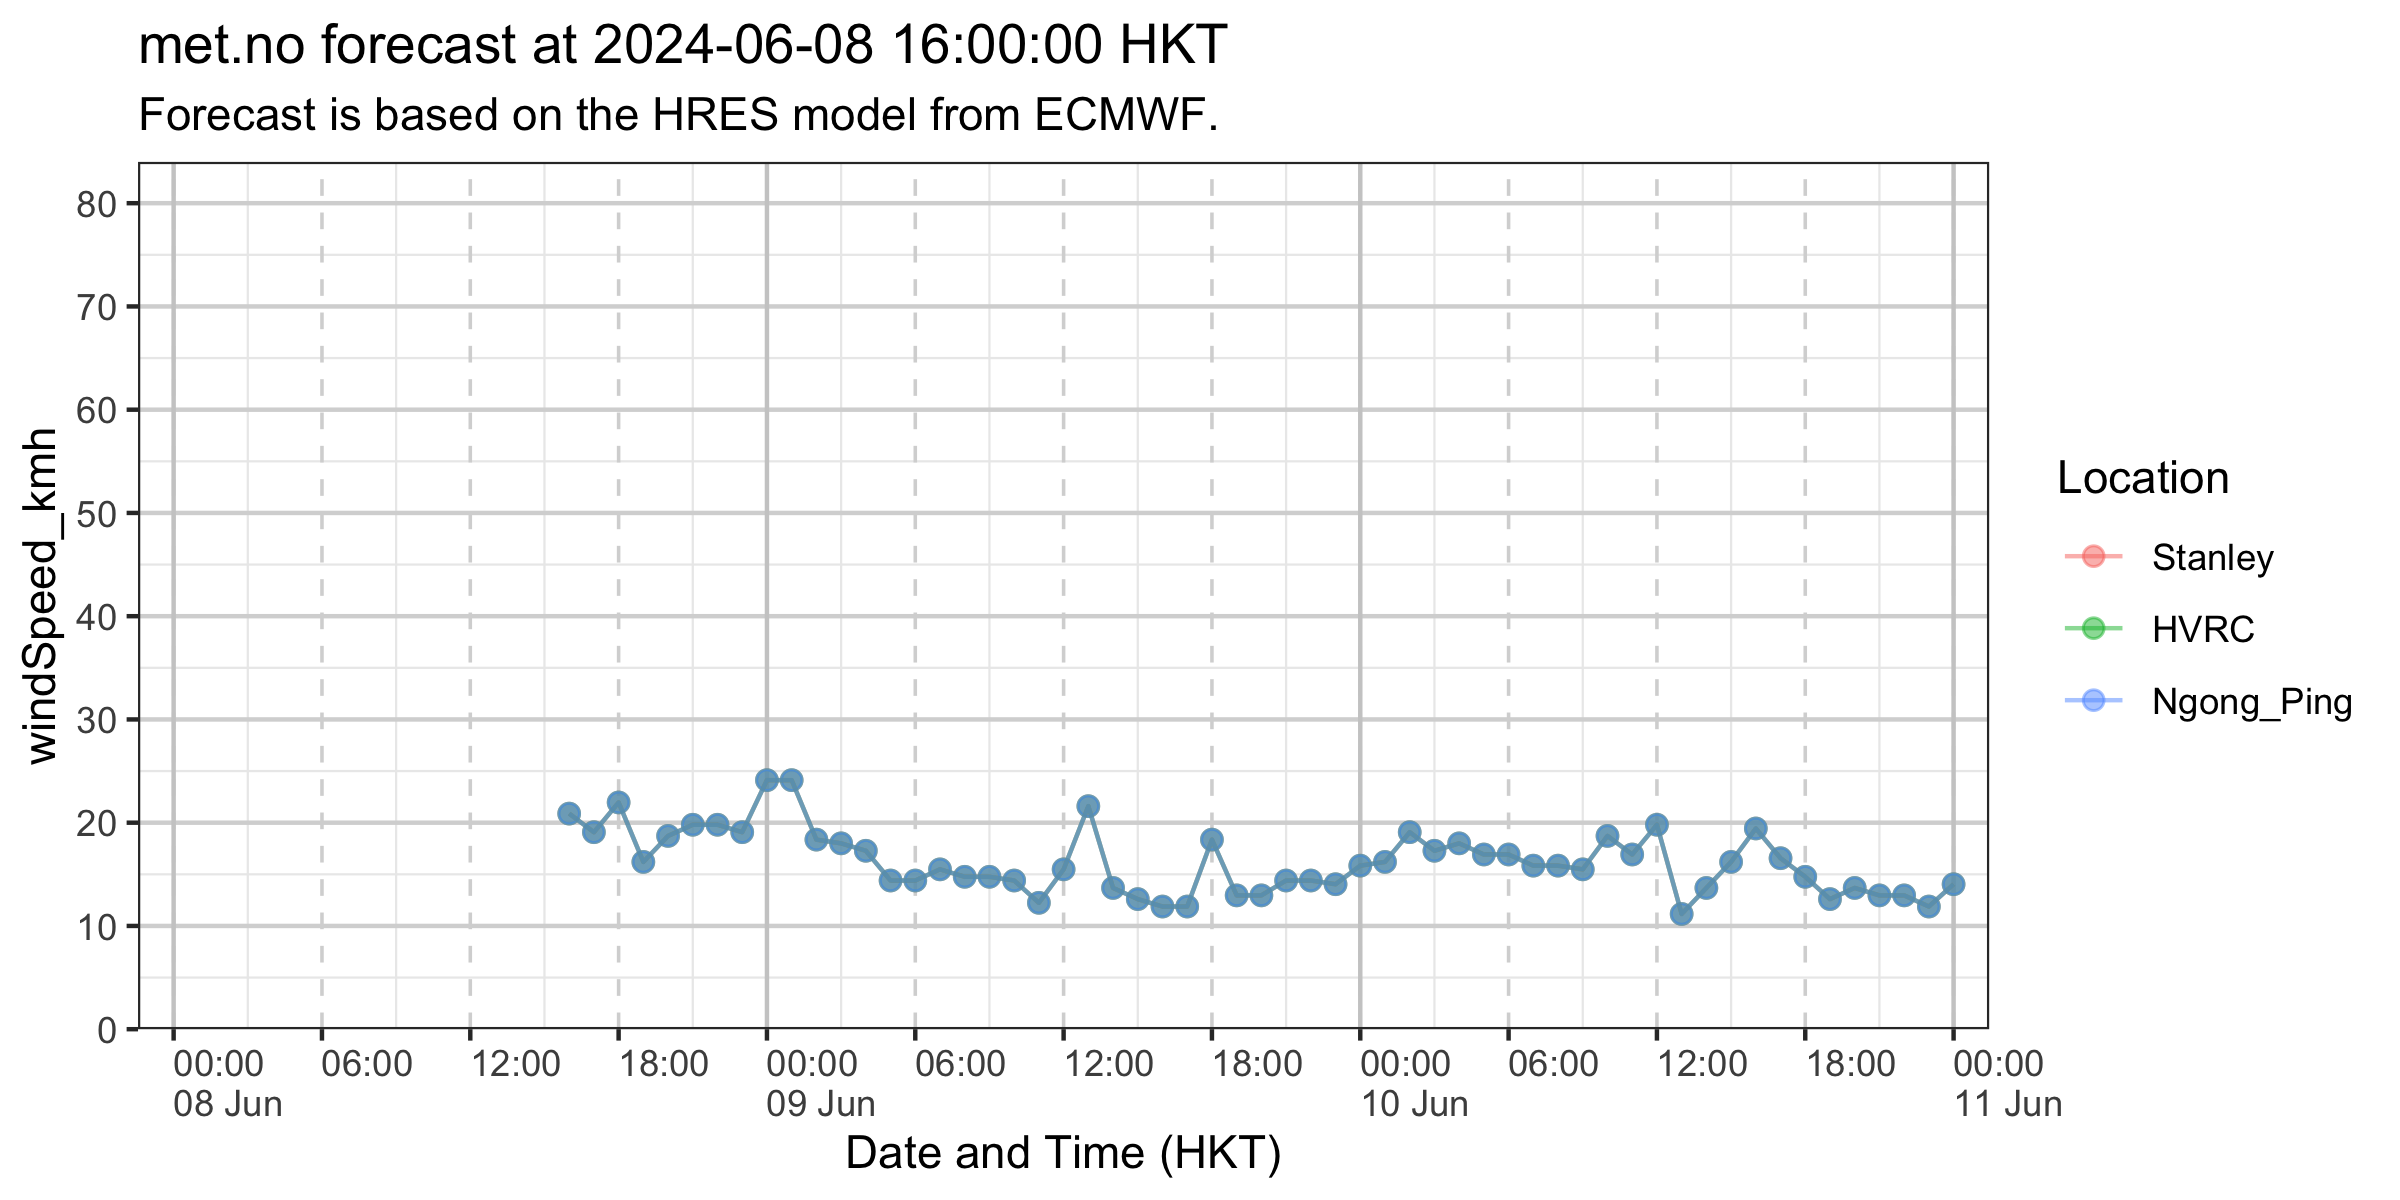 met.no forecast at 2024-06-08 16:00:00 HKT
Forecast is based on the HRES model from ECMWF.
windSpeed_kmh
80
70
60
50
40
30
20
10
0
00:00 06:00 12:00 18:00 00:00 06:00 12:00 18:00 00:00 06:00 12:00 18:00 00:00
08 Jun 09 Jun 10 Jun 11 Jun
Date and Time (HKT)
Location
Stanley
HVRC
Ngong_Ping